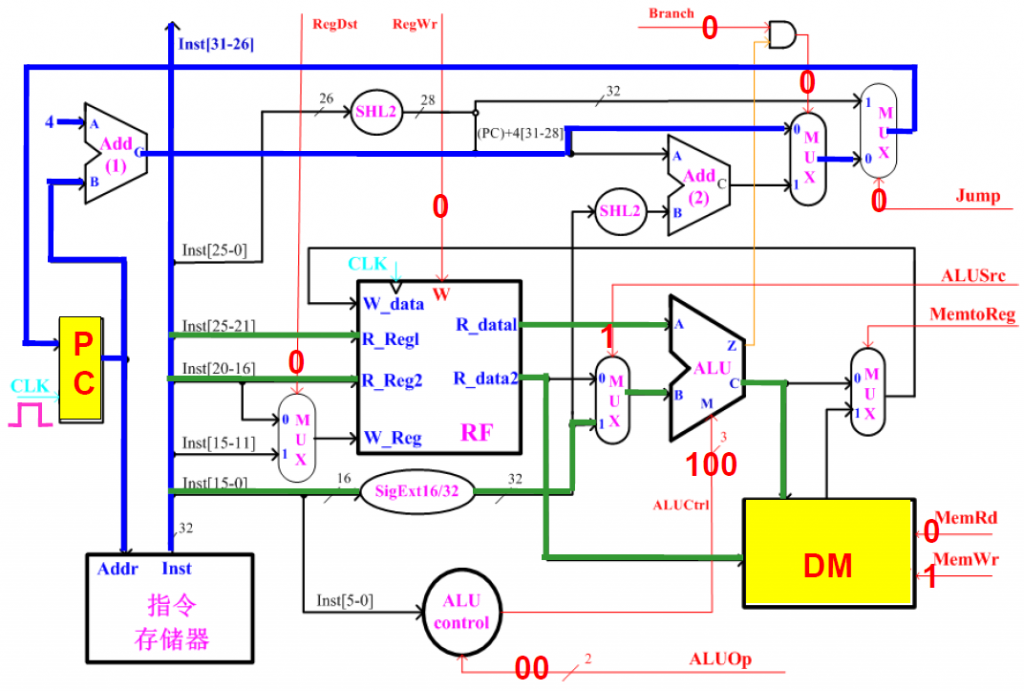 RegDst
RegWr
Branch
0
Inst[31-26]
0
26
SHL2
28
32
1
M
U
X
0
4
A
Add
(1)
C
B
(PC)+4[31-28]
0
M
U
X
1
A
Add
(2)
C
B
SHL2
0
Jump
0
Inst[25-0]
CLK
W
ALUSrc
MemtoReg
W_data
Inst[25-21]
R_Reg1
R_data1
1
A
Z
ALU
C
B
M
P
C
CLK
0
Inst[20-16]
R_Reg2
R_data2
0
M
U
X
1
0
M
U
X
1
0
M
U
X
1
Inst[15-11]
W_Reg
RF
3
100
Inst[15-0]
16
SigExt16/32
32
ALUCtrl
32
MemRd
0
MemWr
1
DM
Addr
Inst
指令
存储器
Inst[5-0]
ALU
control
00
2
ALUOp